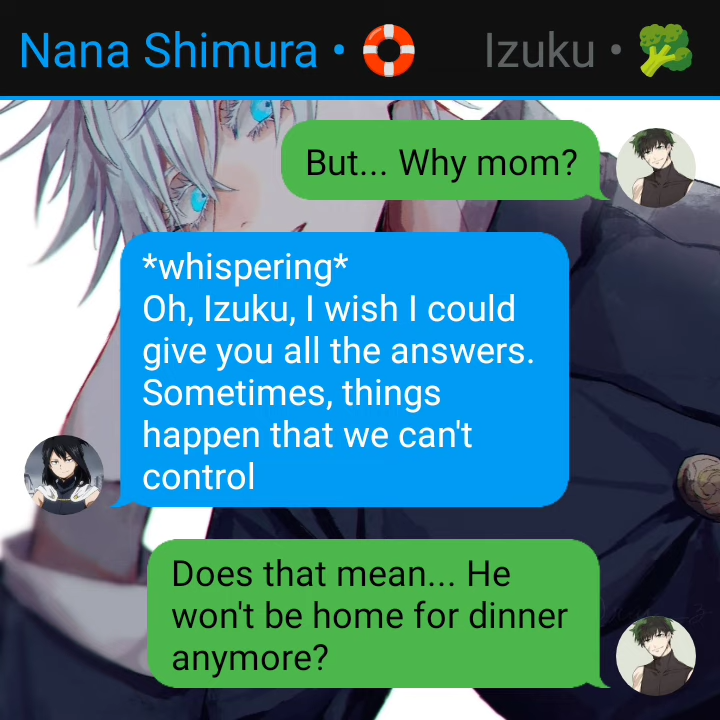 Nana Shimura • 🛟 Izuku • 🥦
But... Why mom?
*whispering*
Oh, Izuku, I wish I could
give you all the answers.
Sometimes, things
happen that we can't
control
Does that mean... He
won't be home for dinner
anymore?